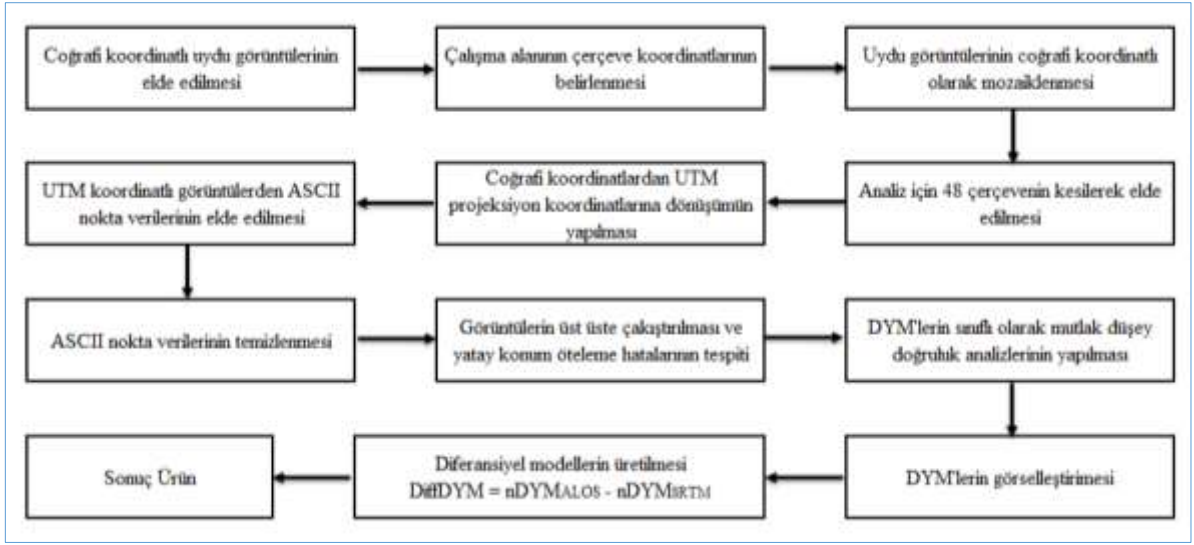 Coğrafi koordinatlı uydu görüntülerinin
elde edilmesi
Çalışma alanının çerçeve koordinatlarının
belirlenmesi
Uydu görüntülerinin coğrafi koordinatlı
olarak mozaiklenmesi
Analiz için 48 çerçevenin kesilerek elde
edilmesi
Coğrafi koordinatlardan UTM
projeksiyon koordinatlarına dönüşümün
yapılması
UTM koordinatlı görüntülerden ASCII
nokta verilerinin elde edilmesi
ASCII nokta verilerinin temizlenmesi
Görüntülerin üst üste çakıştırılması ve
yatay konum öteleme hatalarının tespiti
DYM'lerin sınıflı olarak mutlak düşey
doğruluk analizlerinin yapılması
DYM'lerin görselleştirimesi
Diferansiyel modellerin üretilmesi
DiffDYM = nDYMALOS - nDYMSRTM
Sonuç Ürün